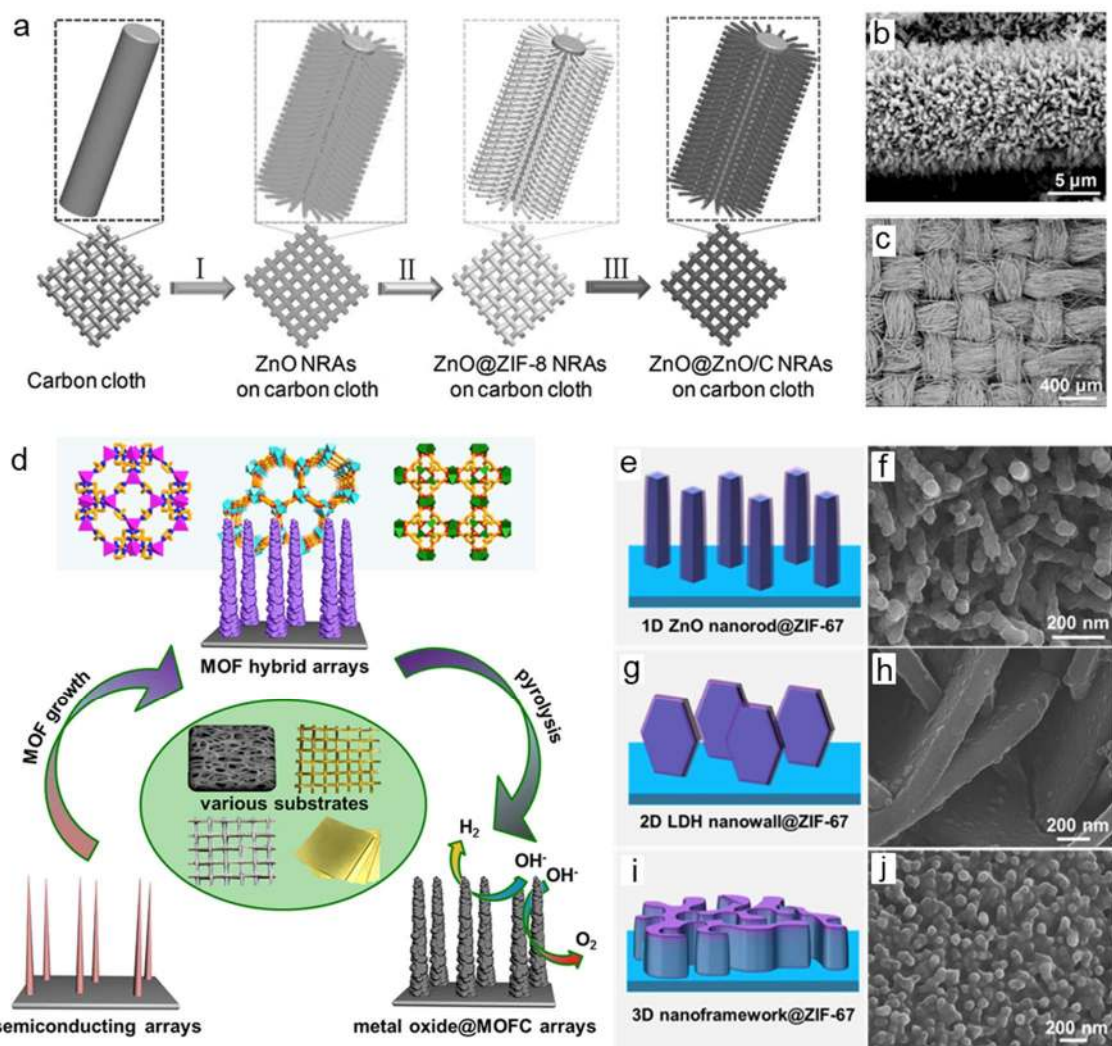 a
I
II
III
Carbon cloth
ZnO NRAs
on carbon cloth
ZnO@ZIF-8 NRAs
on carbon cloth
ZnO@ZnO/C NRAs
on carbon cloth
b
5 μm
c
400 μm
d
MOF hybrid arrays
MOF growth
pyrolysis
various substrates
H2
OH-
OH-
O2
semiconducting arrays
metal oxide@MOFC arrays
e
1D ZnO nanorod@ZIF-67
f
200 nm
g
2D LDH nanowall@ZIF-67
h
200 nm
i
3D nanoframework@ZIF-67
j
200 nm